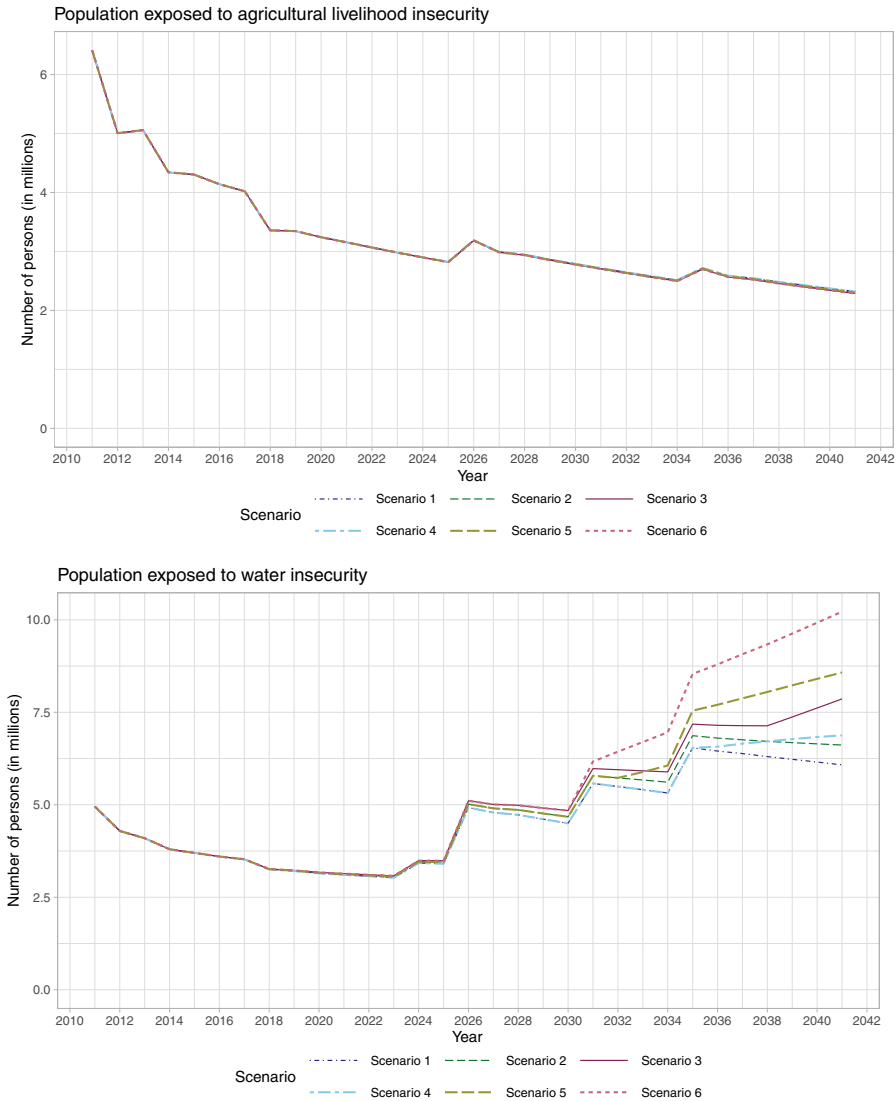 Population exposed to agricultural livelihood insecurity
Number of persons (in millions)
6
4
2
0
2010 2012 2014 2016 2018 2020 2022 2024 2026 2028 2030 2032 2034 2036 2038 2040 2042
Year
Scenario
Scenario 1 Scenario 2 Scenario 3
Scenario 4 Scenario 5 Scenario 6
Population exposed to water insecurity
Number of persons (in millions)
10.0
7.5
5.0
2.5
0.0
2010 2012 2014 2016 2018 2020 2022 2024 2026 2028 2030 2032 2034 2036 2038 2040 2042
Year
Scenario
Scenario 1 Scenario 2 Scenario 3
Scenario 4 Scenario 5 Scenario 6